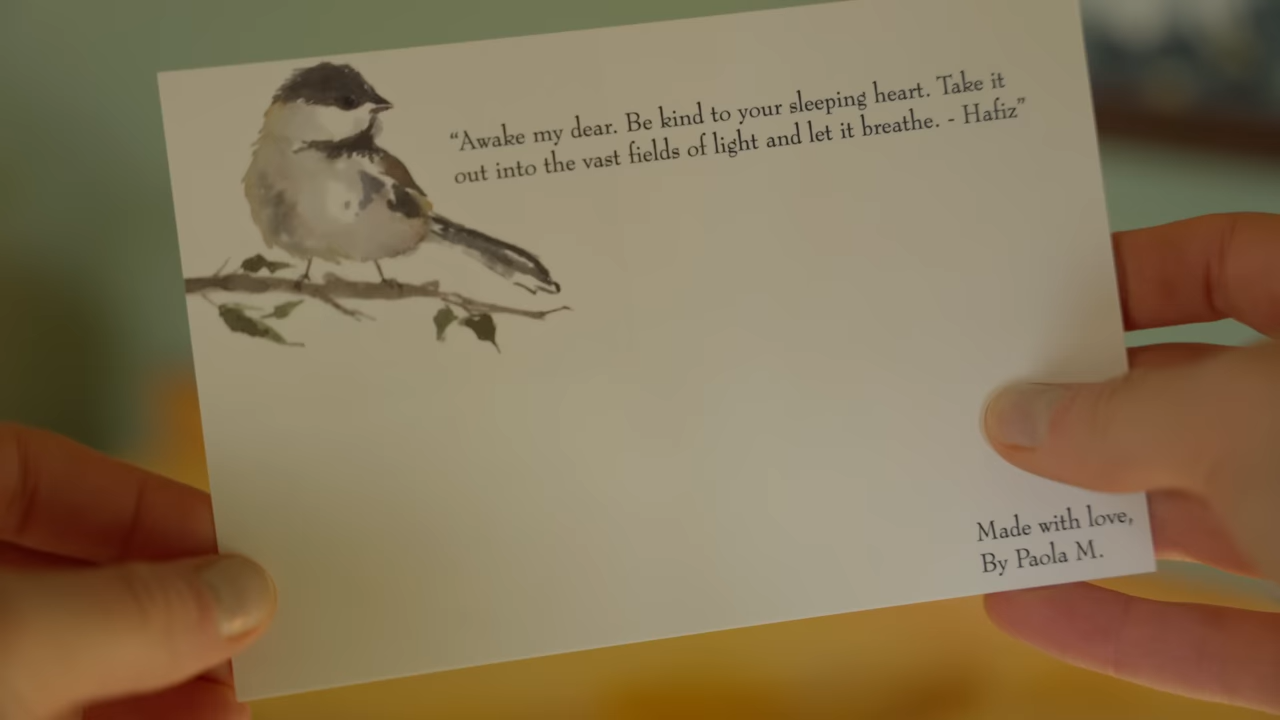 “Awake my dear. Be kind to your sleeping heart. Take it
out into the vast fields of light and let it breathe. - Hafiz”
Made with love,
By Paola M.